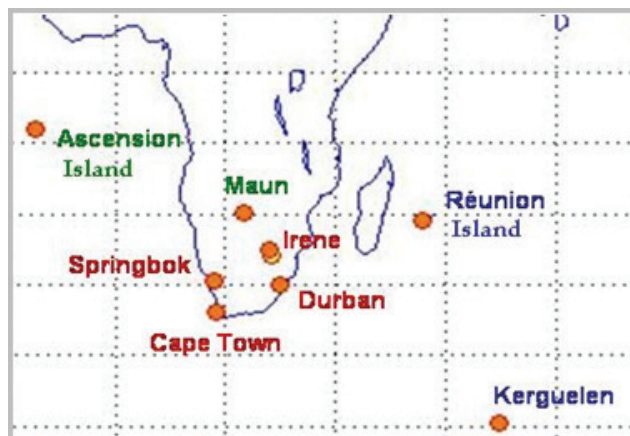 Ascension
Island
Maun
Réunion
Island
Irene
Springbok
Durban
Cape Town
Kerguelen